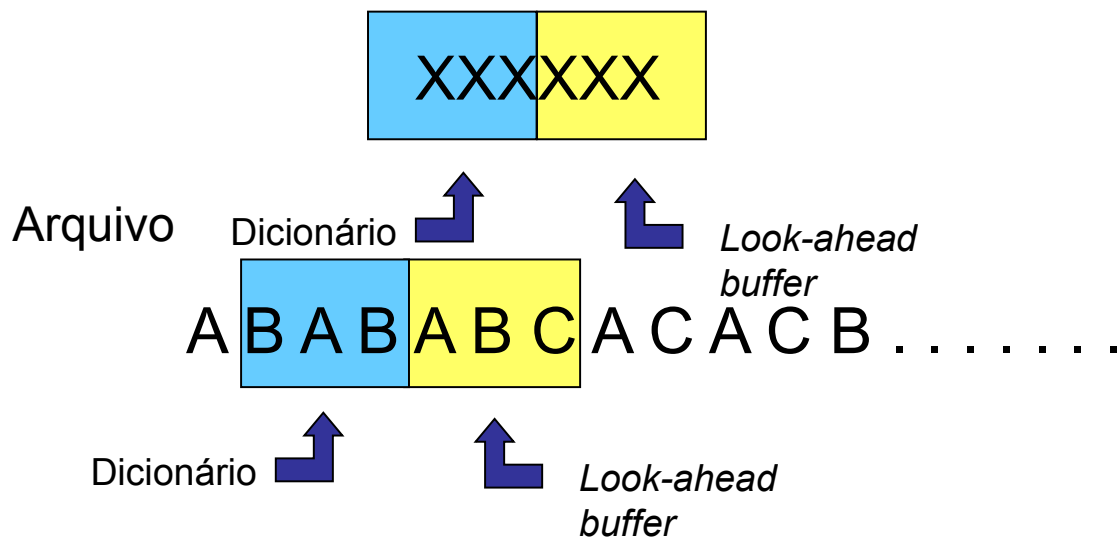 XXXXXX
Arquivo
Dicionário
Look-ahead
buffer
A B A B A B C A C A C B . . . . . . .
Dicionário
Look-ahead
buffer